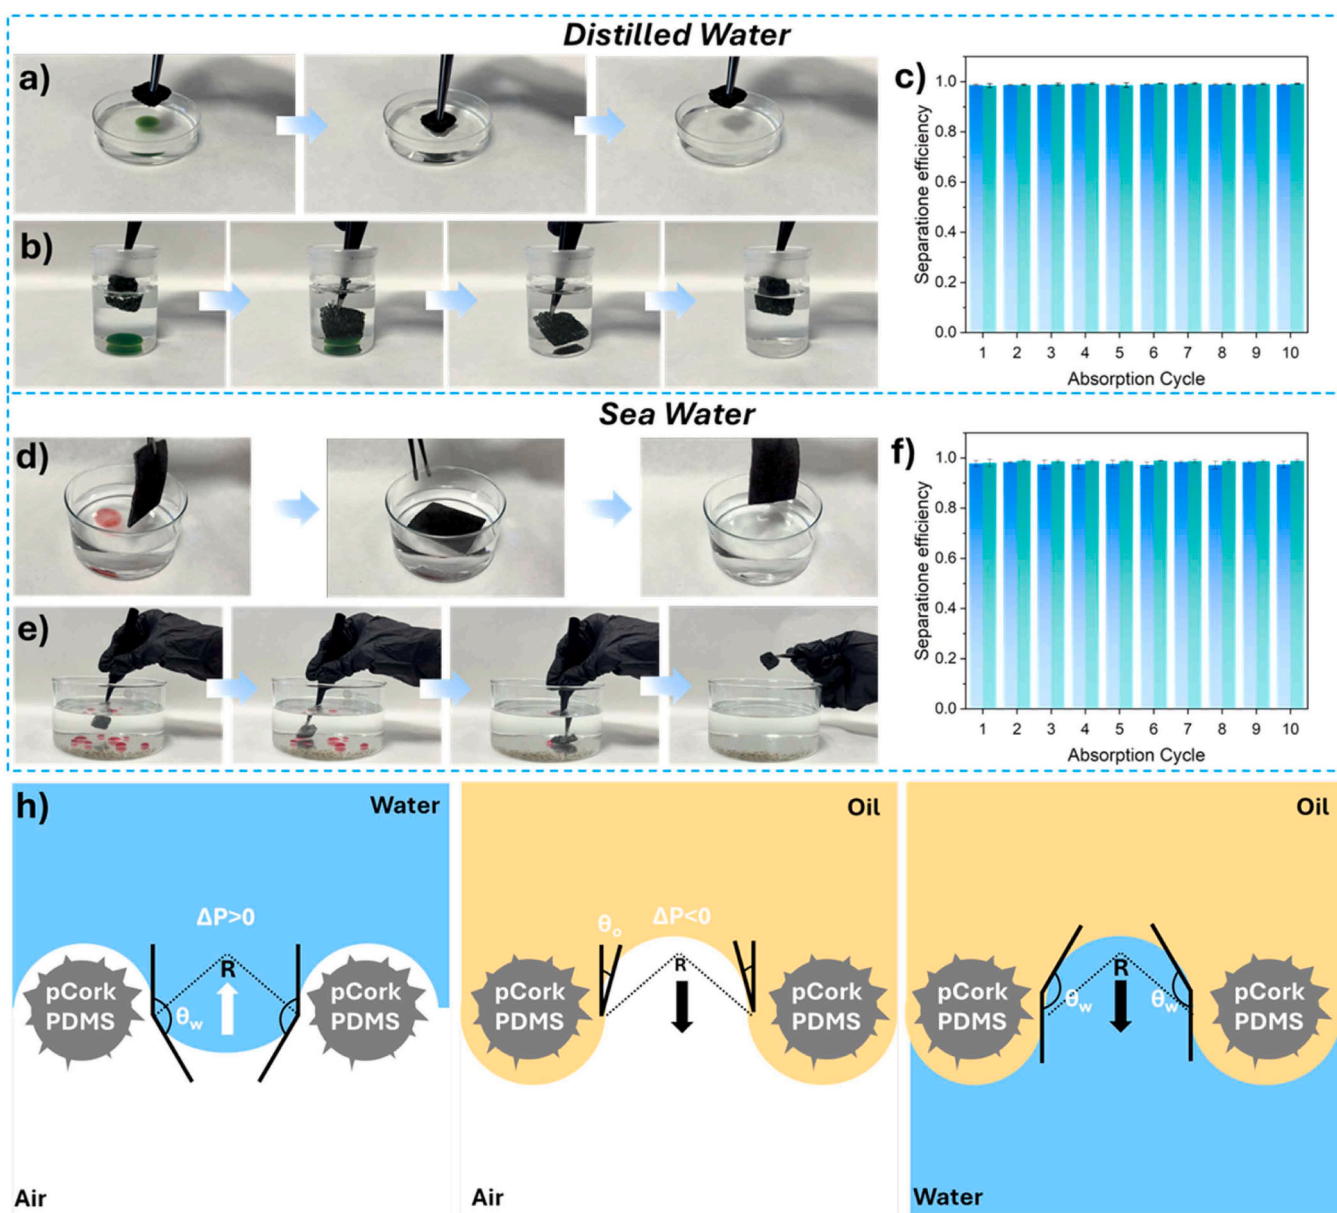 Distilled Water
a)
b)
c)
Separatione efficiency
1.0
0.8
0.6
0.4
0.2
0.0
1 2 3 4 5 6 7 8 9 10
Absorption Cycle
Sea Water
d)
e)
f)
Separatione efficiency
1.0
0.8
0.6
0.4
0.2
0.0
1 2 3 4 5 6 7 8 9 10
Absorption Cycle
h)
Water
ΔP>0
R
θw
pCork
PDMS
pCork
PDMS
Air
Oil
θo
ΔP<0
R
pCork
PDMS
pCork
PDMS
Air
Oil
R
θw
θw
pCork
PDMS
pCork
PDMS
Water